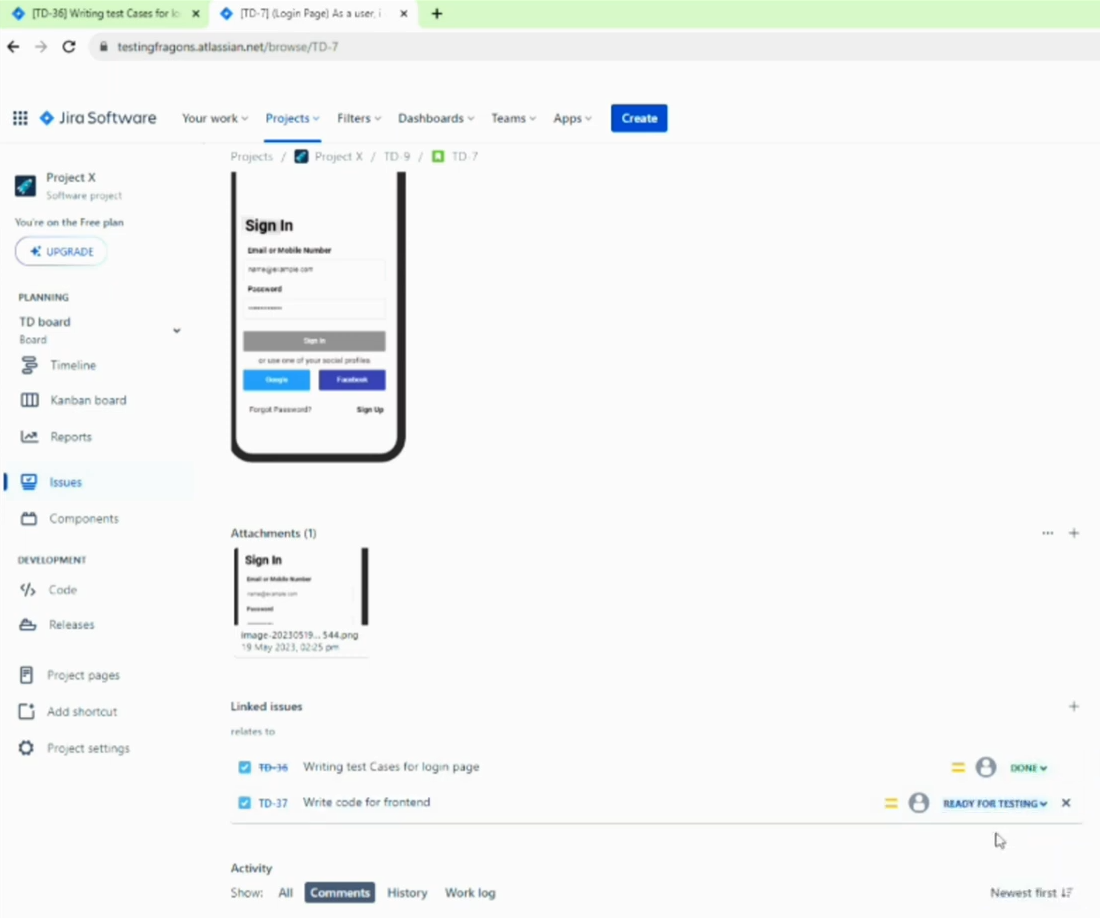 [TD-36] Writing test Cases for lo
[TD-7] (Login Page) As a user, i
testingfragons.atlassian.net/browse/TD-7
Jira Software Your work Projects Filters Dashboards Teams Apps Create
Projects / Project X / TD-9 / TD-7
Project X
Software project
You're on the Free plan
UPGRADE
PLANNING
TD board
Board
Timeline
Kanban board
Reports
Issues
Components
DEVELOPMENT
Code
Releases
Project pages
Add shortcut
Project settings
Sign In
Email or Mobile Number
name@example.com
Password
Sign In
or use one of your social profiles
Google Facebook
Forgot Password? Sign Up
Attachments (1)
Sign In
Email or Mobile Number
name@example.com
Password
image-20230519... 544.png
19 May 2023, 02:25 pm
Linked issues
relates to
TD-36 Writing test Cases for login page DONE
TD-37 Write code for frontend READY FOR TESTING
Activity
Show: All Comments History Work log Newest first